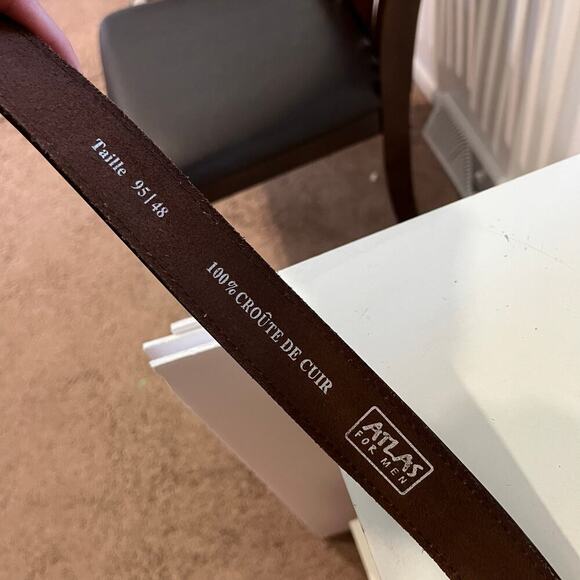 Taille 95/48
100% CROÛTE DE CUIR
ATLAS
FOR MEN